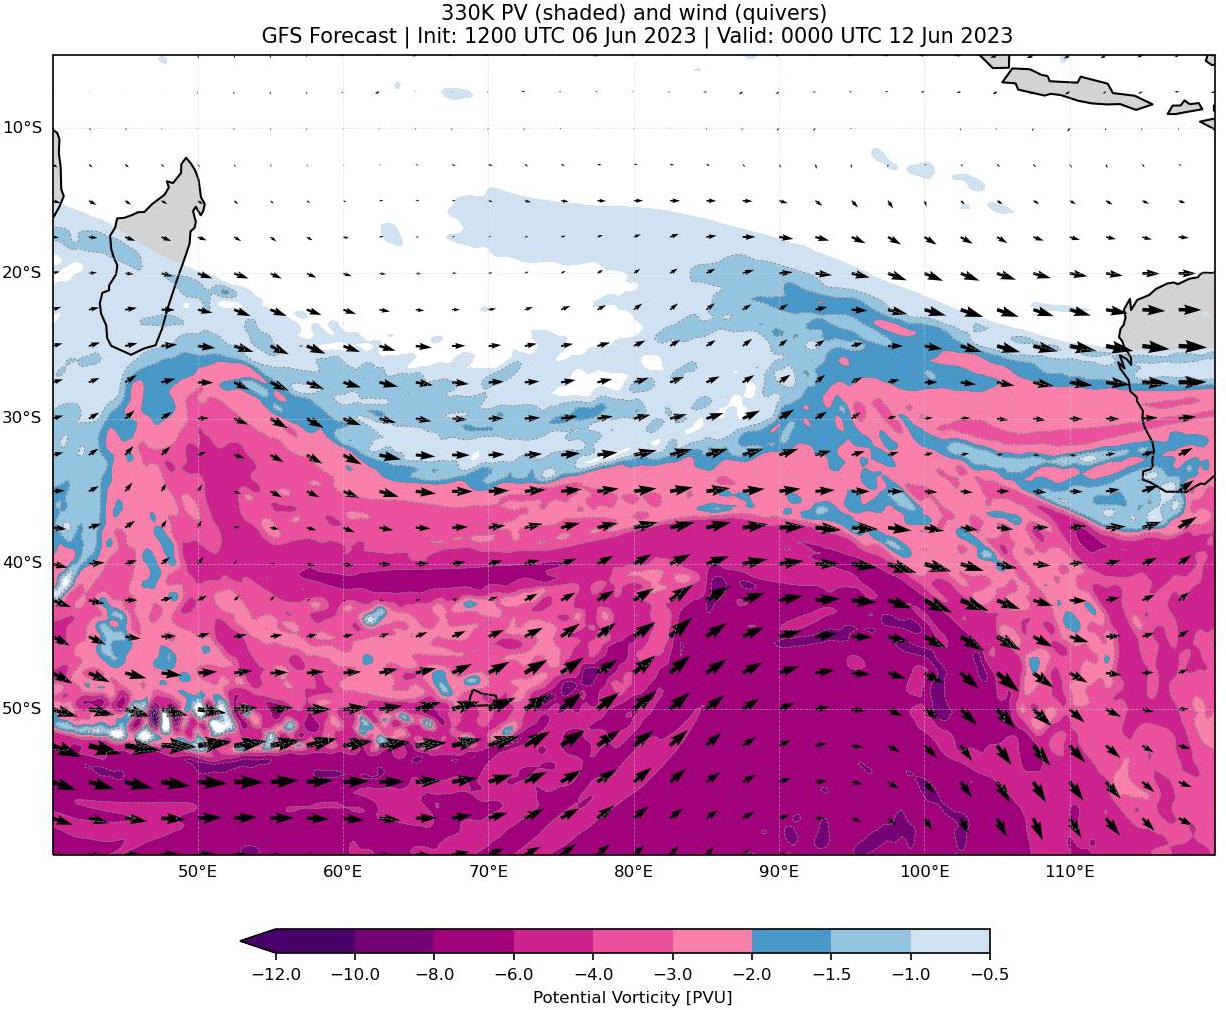 330K PV (shaded) and wind (quivers)
GFS Forecast | Init: 1200 UTC 06 Jun 2023 | Valid: 0000 UTC 12 Jun 2023
10°S
20°S
30°S
40°S
50°S
50°E 60°E 70°E 80°E 90°E 100°E 110°E
−12.0 −10.0 −8.0 −6.0 −4.0 −3.0 −2.0 −1.5 −1.0 −0.5
Potential Vorticity [PVU]